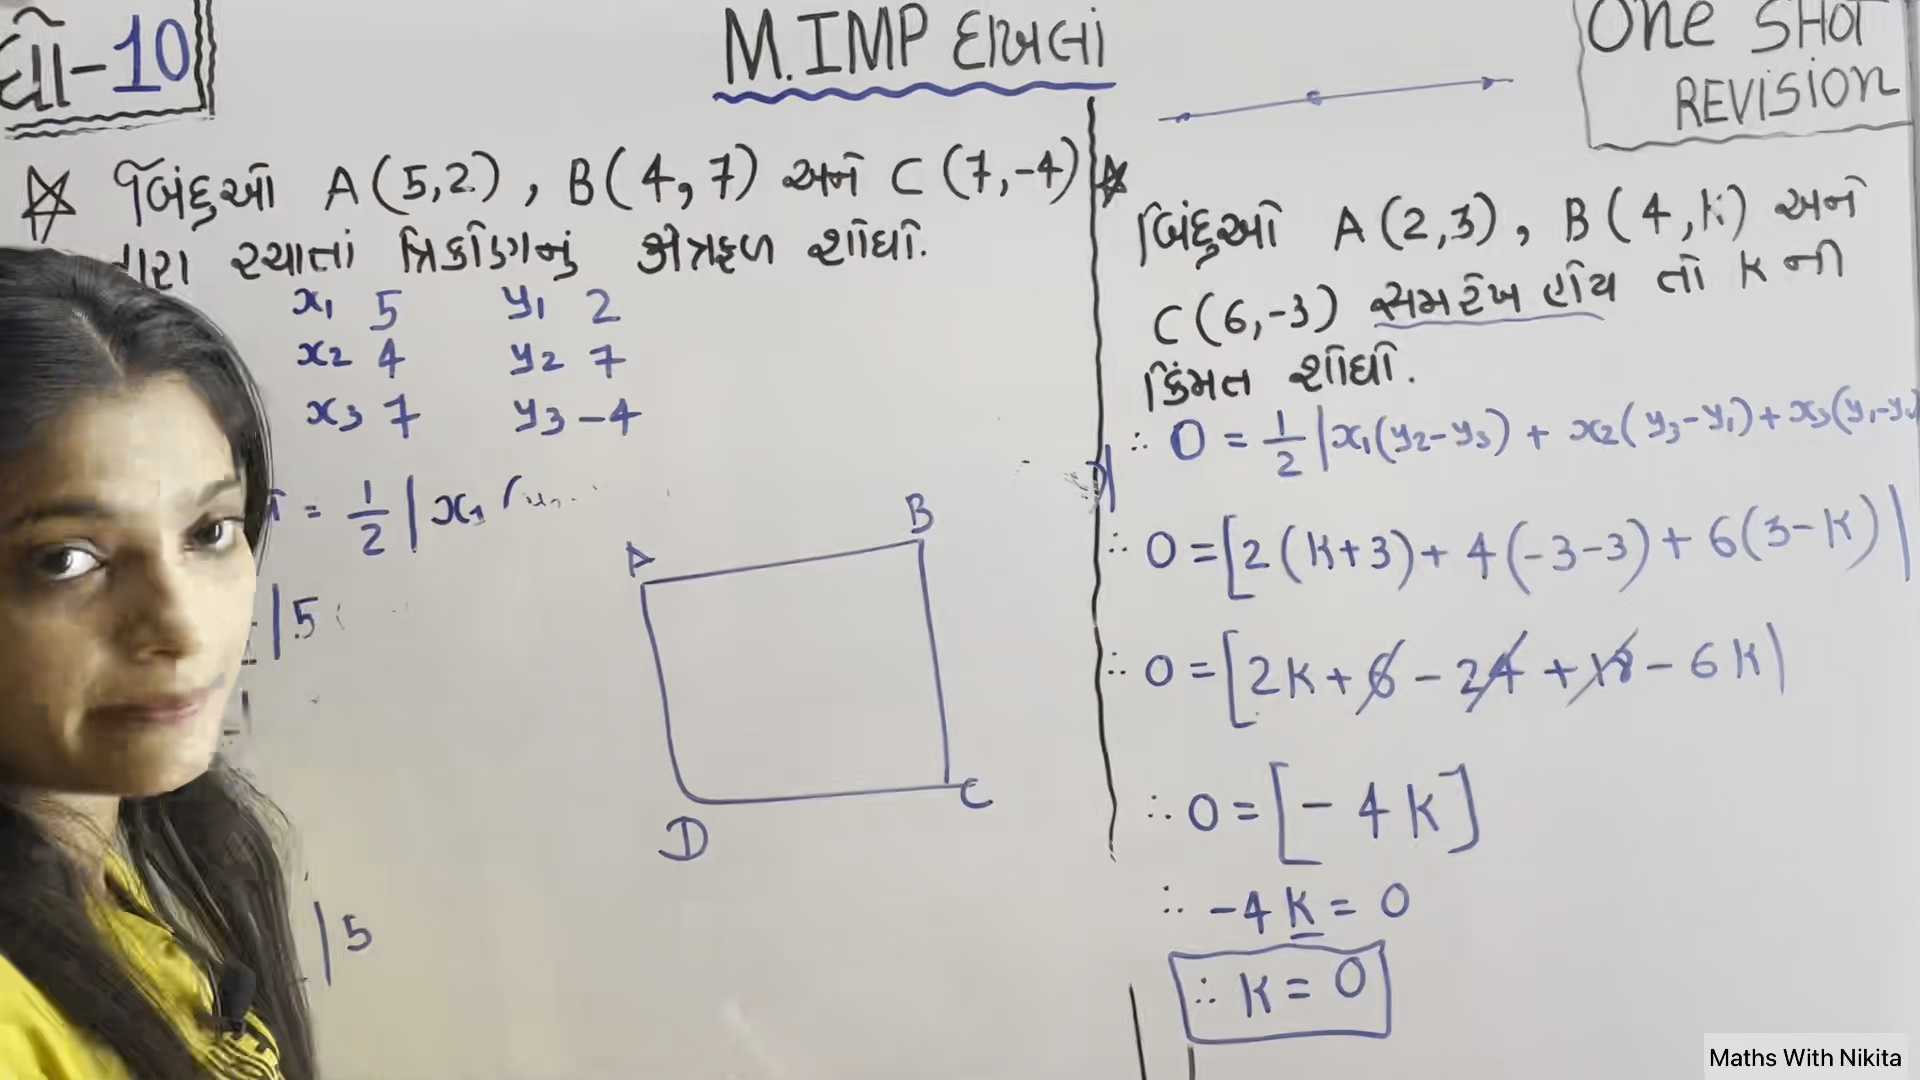 ધો-10
M.IMP દાખલા
ONE SHOT
REVISION
બિંદુઓ A(5,2), B(4,7) અને C(7,-4)
રચાતાં ત્રિકોણનું ક્ષેત્રફળ શોધો.
x₁ 5 y₁ 2
x₂ 4 y₂ 7
x₃ 7 y₃ -4
= 1/2 | x₁
|5
|5
A
B
C
D
બિંદુઓ A(2,3), B(4,K) અને
C(6,-3) સમરેખ હોય તો K ની
કિંમત શોધો.
∴ 0 = 1/2 |x₁(y₂-y₃) + x₂(y₃-y₁) + x₃(y₁-y₂)
∴ 0 = [2(K+3) + 4(-3-3) + 6(3-K)|
∴ 0 = [2K + 6 - 24 + 18 - 6K|
∴ 0 = [-4K]
∴ -4K = 0
∴ K = 0
Maths With Nikita